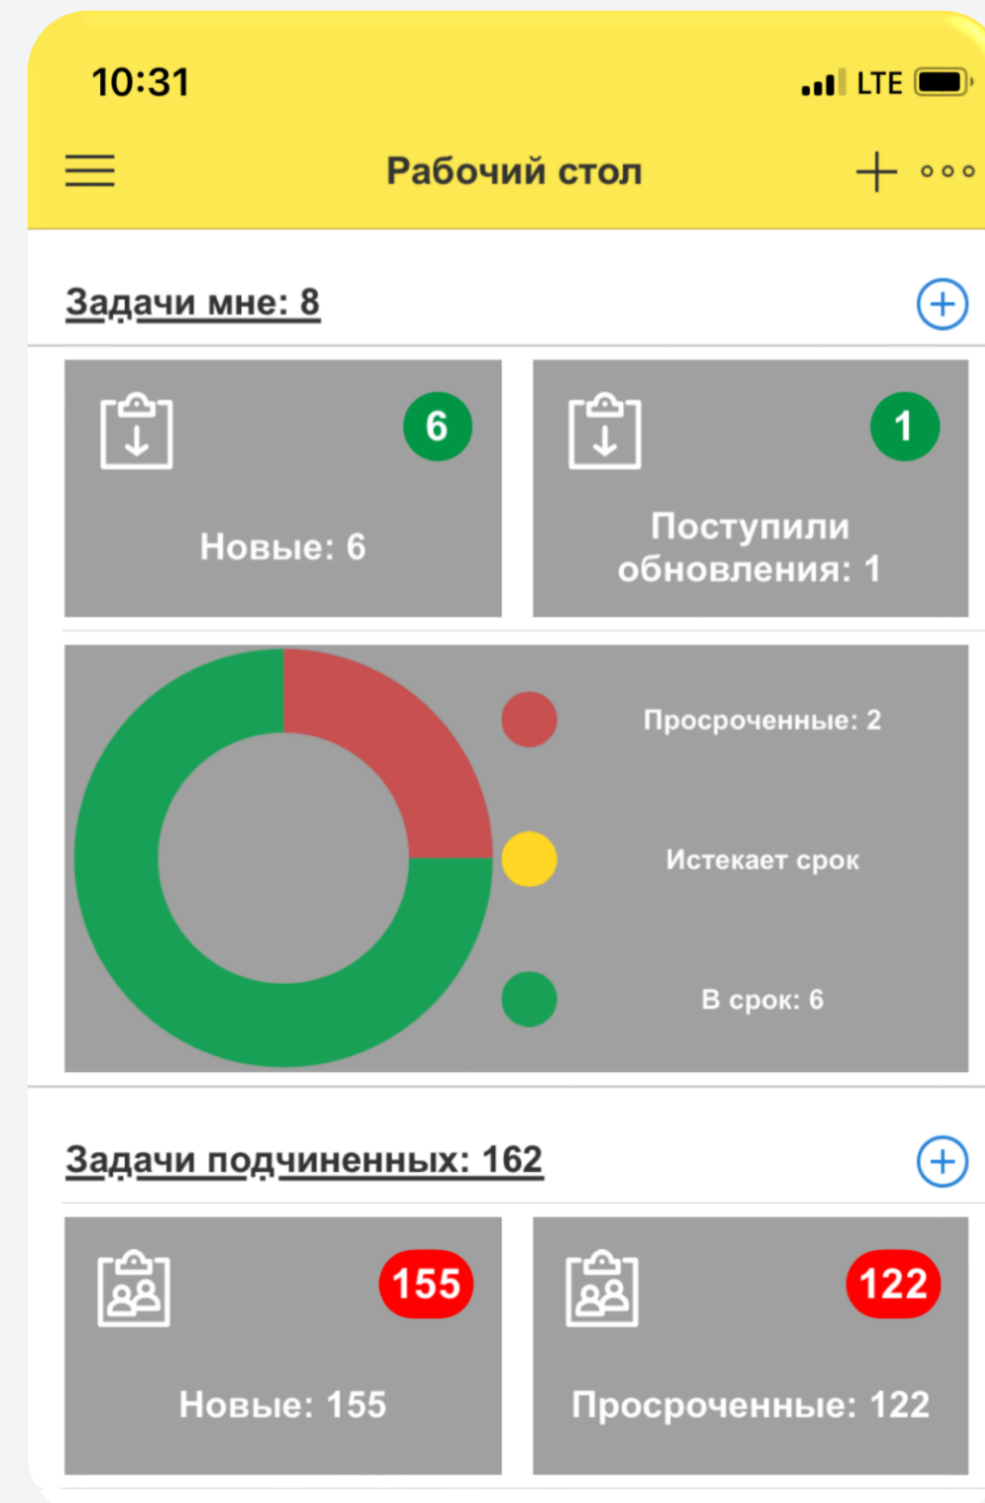 10:31 LTE
Рабочий стол
Задачи мне: 8
6
Новые: 6
1
Поступили
обновления: 1
Просроченные: 2
Истекает срок
В срок: 6
Задачи подчиненных: 162
155
Новые: 155
122
Просроченные: 122